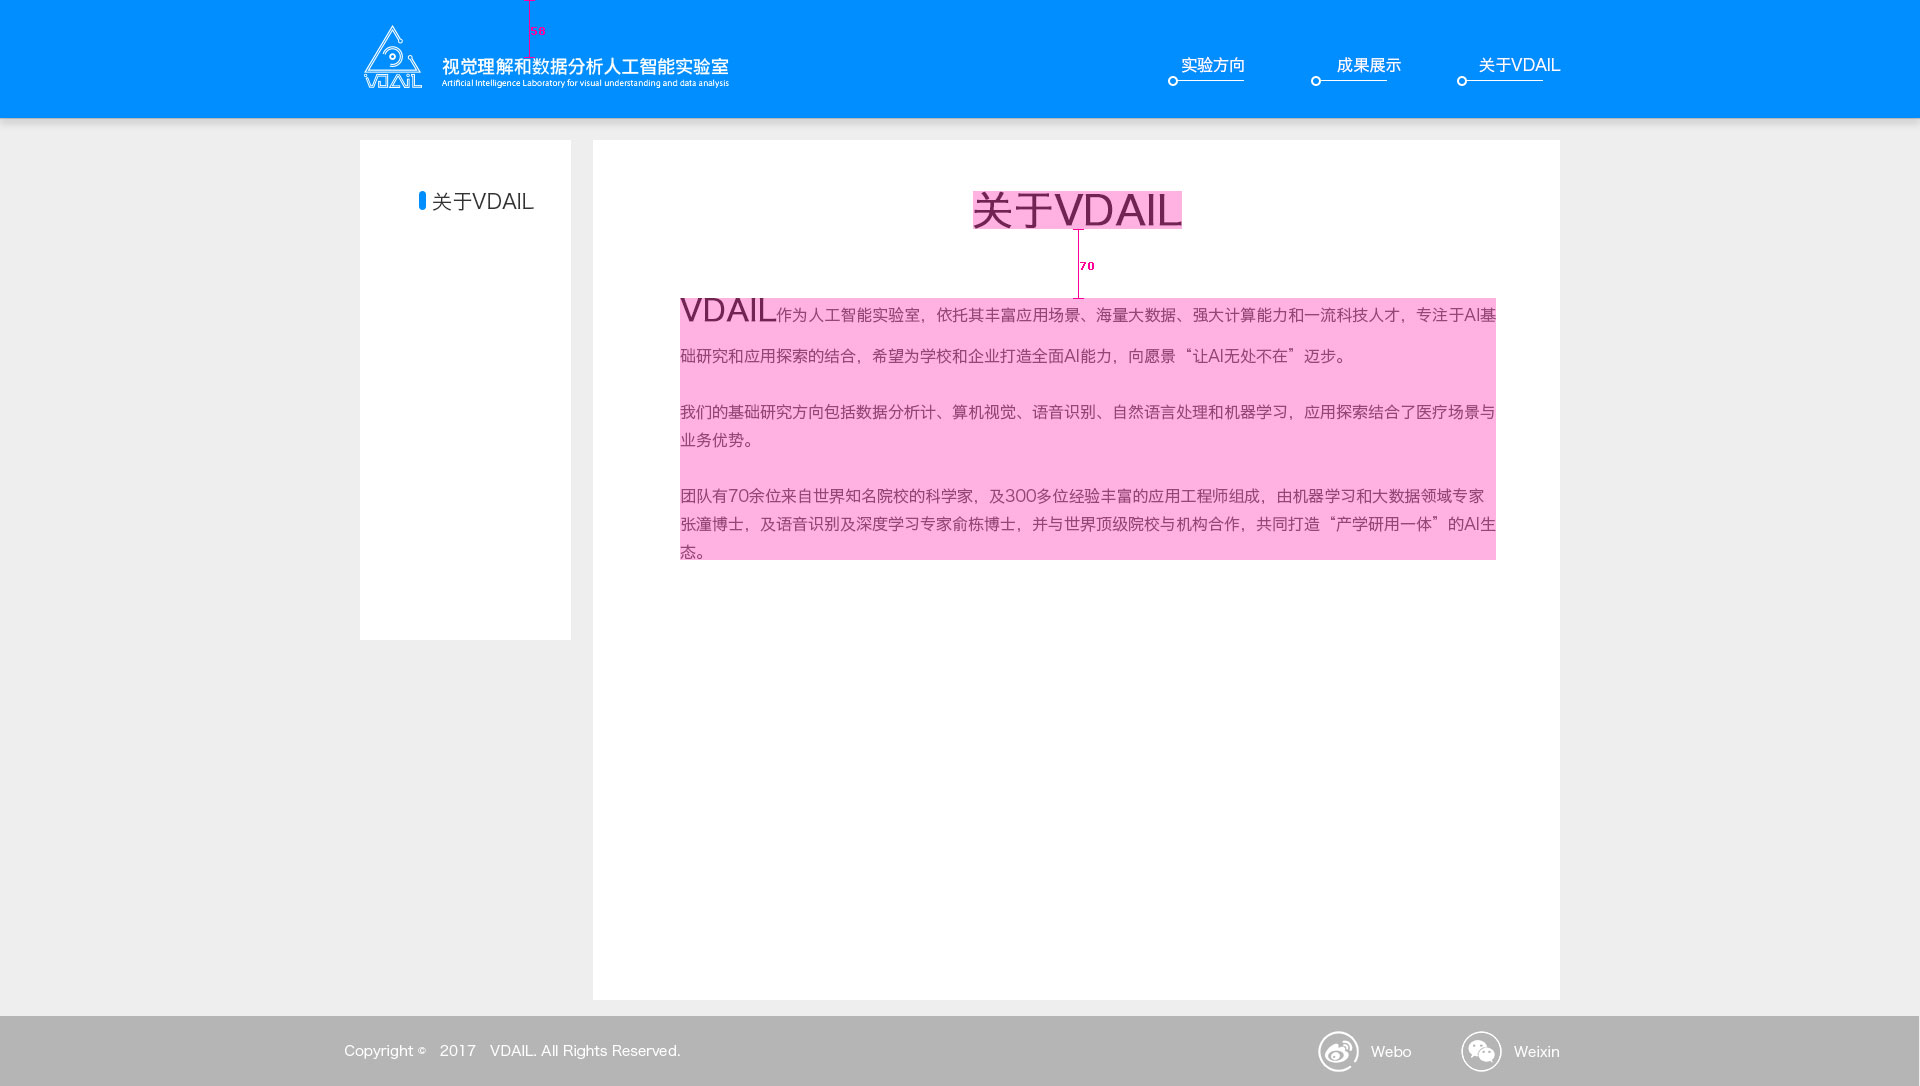 58
VDAIL
视觉理解和数据分析人工智能实验室
Artificial Intelligence Laboratory for visual understanding and data analysis
实验方向
成果展示
关于VDAIL
关于VDAIL
关于VDAIL
70
VDAIL作为人工智能实验室，依托其丰富应用场景、海量大数据、强大计算能力和一流科技人才，专注于AI基
础研究和应用探索的结合，希望为学校和企业打造全面AI能力，向愿景“让AI无处不在”迈步。
我们的基础研究方向包括数据分析计、算机视觉、语音识别、自然语言处理和机器学习，应用探索结合了医疗场景与
业务优势。
团队有70余位来自世界知名院校的科学家，及300多位经验丰富的应用工程师组成，由机器学习和大数据领域专家
张潼博士，及语音识别及深度学习专家俞栋博士，并与世界顶级院校与机构合作，共同打造“产学研用一体”的AI生
态。
Copyright © 2017 VDAIL. All Rights Reserved.
Webo
Weixin